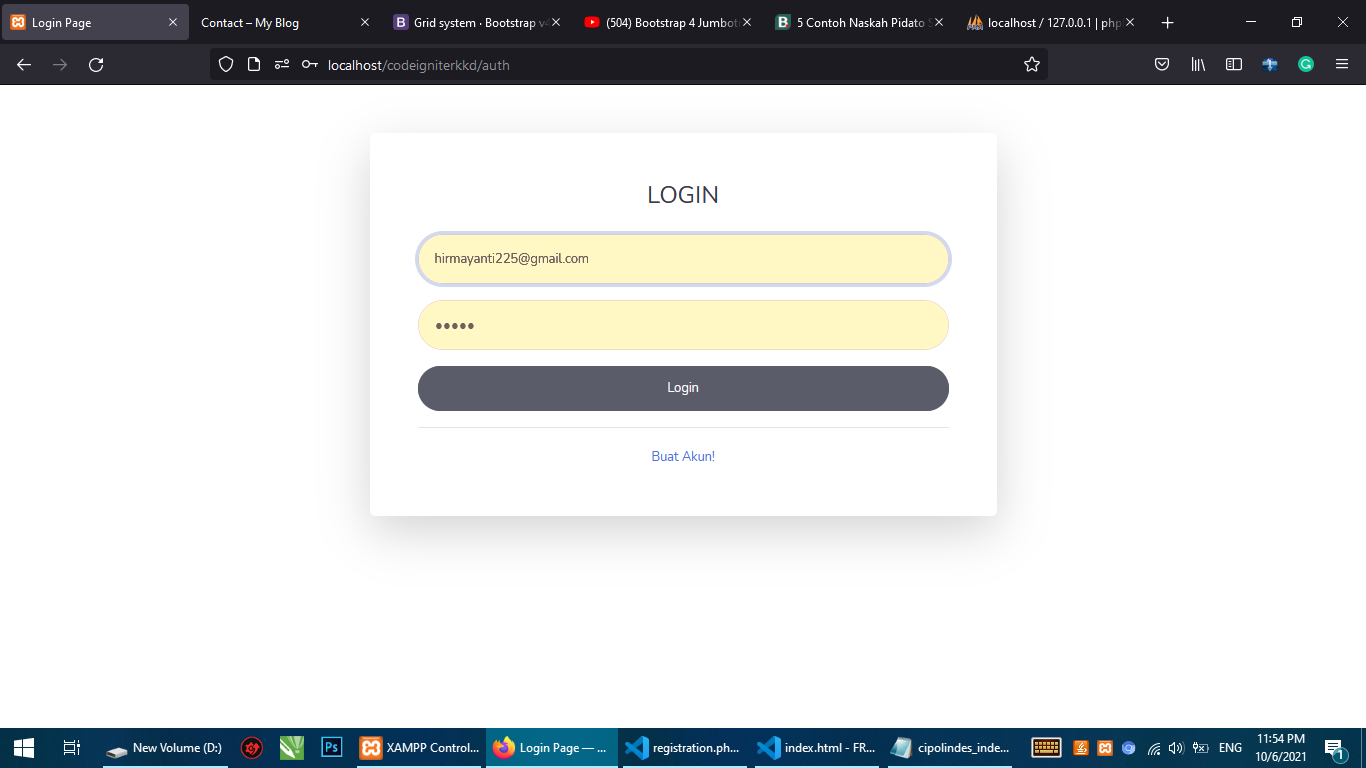 Login Page
Contact – My Blog
Grid system · Bootstrap v4
(504) Bootstrap 4 Jumbot
5 Contoh Naskah Pidato S
localhost / 127.0.0.1 | php
localhost/codeigniterkkd/auth
LOGIN
hirmayanti225@gmail.com
Login
Buat Akun!
New Volume (D:)
Ps
XAMPP Control...
Login Page — ...
registration.ph...
index.html - FR...
cipolindes_inde...
ENG
11:54 PM
10/6/2021
1